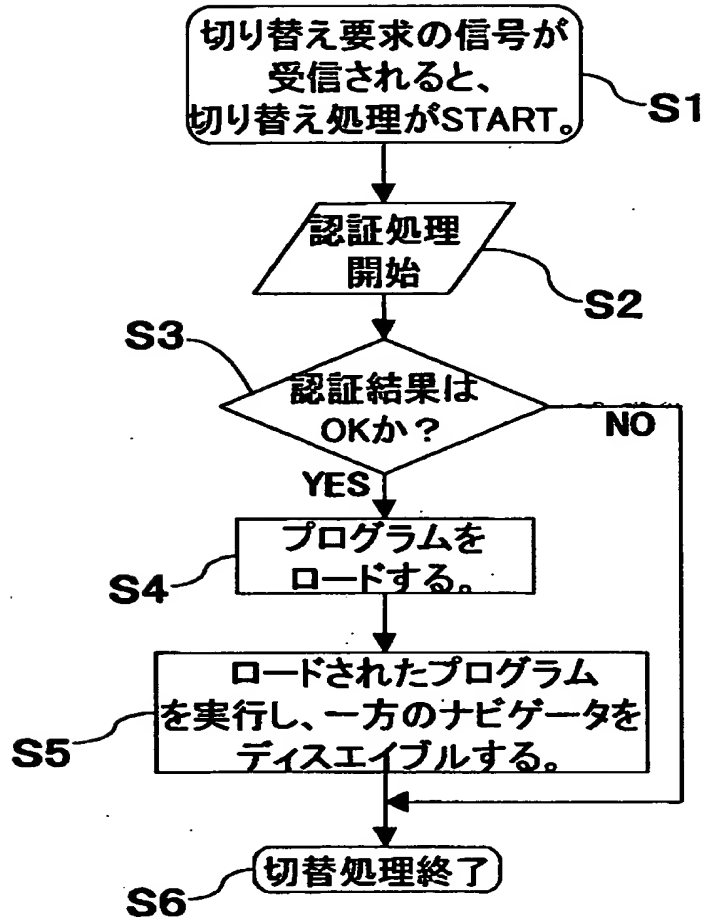 切り替え要求の信号が
受信されると、
切り替え処理がSTART。
S1
認証処理
開始
S2
S3
認証結果は
OKか？
NO
YES
プログラムを
ロードする。
S4
ロードされたプログラム
を実行し、一方のナビゲータを
ディスエイブルする。
S5
切替処理終了
S6